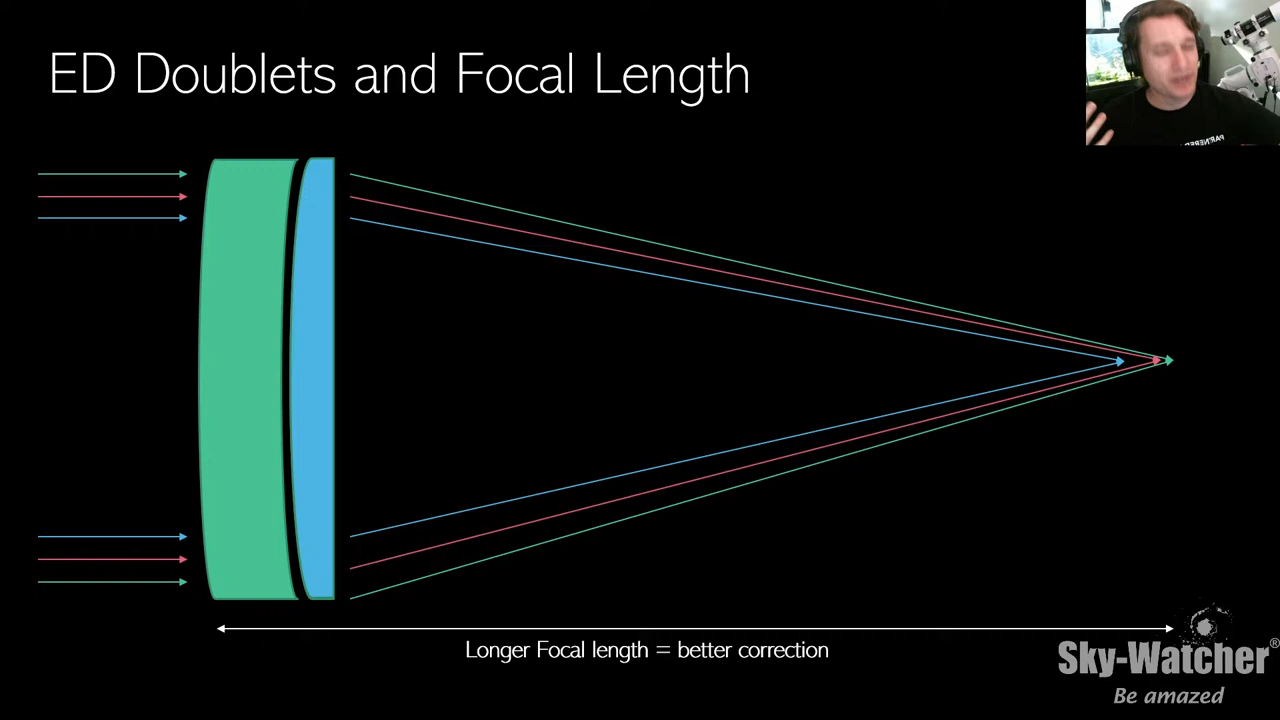 ED Doublets and Focal Length
Longer Focal length = better correction
Sky-Watcher®
Be amazed